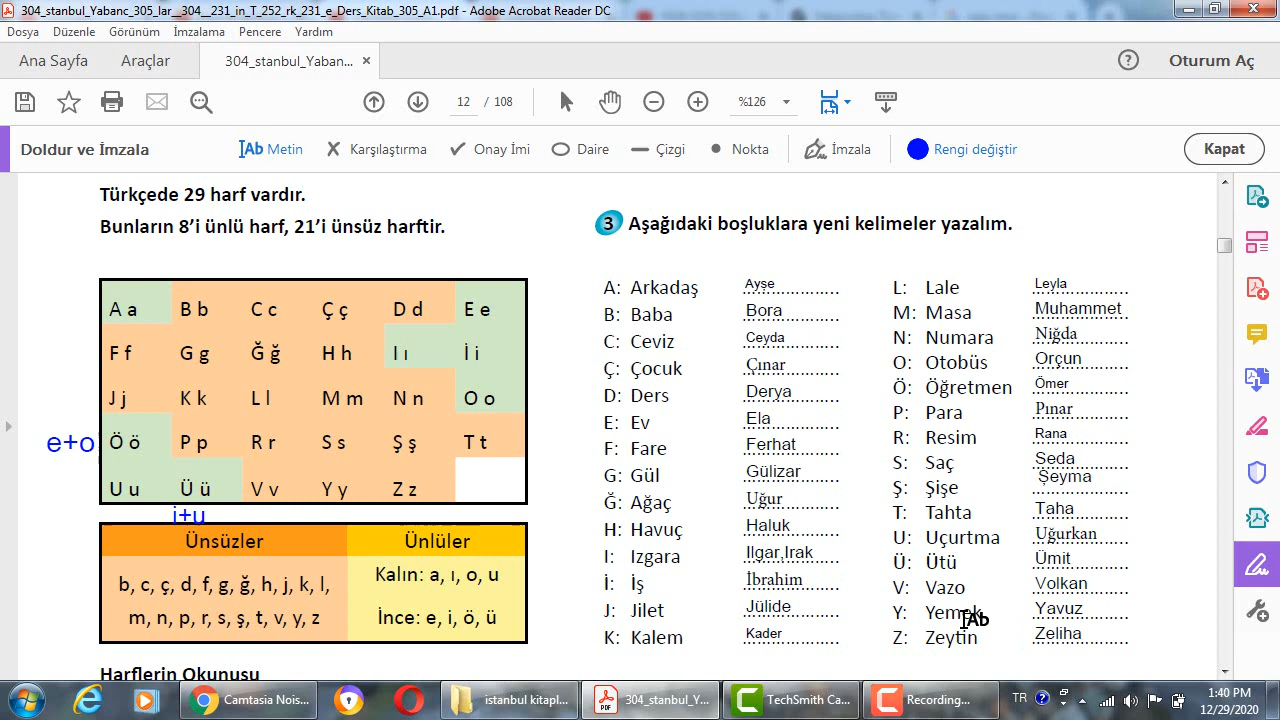 304_stanbul_Yabanc_305_lar__304__231_in_T_252_rk_231_e_Ders_Kitab_305_A1.pdf - Adobe Acrobat Reader DC
Dosya Düzenle Görünüm İmzalama Pencere Yardım
Ana Sayfa Araçlar 304_stanbul_Yaban... × Oturum Aç
12 / 108 %126
Doldur ve İmzala Ab Metin Karşılaştırma Onay İmi Daire Çizgi Nokta İmzala Rengi değiştir Kapat
Türkçede 29 harf vardır.
Bunların 8'i ünlü harf, 21'i ünsüz harftir.
A a B b C c Ç ç D d E e
F f G g Ğ ğ H h I ı İ i
J j K k L l M m N n O o
e+o
Ö ö P p R r S s Ş ş T t
U u Ü ü V v Y y Z z
i+u
Ünsüzler Ünlüler
b, c, ç, d, f, g, ğ, h, j, k, l,
m, n, p, r, s, ş, t, v, y, z
Kalın: a, ı, o, u
İnce: e, i, ö, ü
Harflerin Okunuşu
3 Aşağıdaki boşluklara yeni kelimeler yazalım.
A: Arkadaş Ayşe
B: Baba Bora
C: Ceviz Ceyda
Ç: Çocuk Çınar
D: Ders Derya
E: Ev Ela
F: Fare Ferhat
G: Gül Gülizar
Ğ: Ağaç Uğur
H: Havuç Haluk
I: Izgara Ilgar,Irak
İ: İş İbrahim
J: Jilet Jülide
K: Kalem Kader
L: Lale Leyla
M: Masa Muhammet
N: Numara Niğda
O: Otobüs Orçun
Ö: Öğretmen Ömer
P: Para Pınar
R: Resim Rana
S: Saç Seda
Ş: Şişe Şeyma
T: Tahta Taha
U: Uçurtma Uğurkan
Ü: Ütü Ümit
V: Vazo Volkan
Y: Yemek Yavuz
Z: Zeytin Zeliha
Ab
Camtasia Nois... istanbul kitapl... 304_stanbul_Y... TechSmith Ca... Recording... TR 1:40 PM
12/29/2020